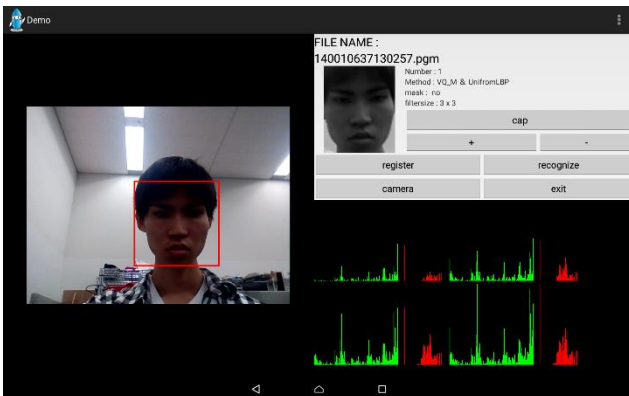 Demo
FILE NAME :
140010637130257.pgm
Number : 1
Method : VQ_M & UnifromLBP
mask : no
filtersize : 3 x 3
cap
+
-
register
recognize
camera
exit